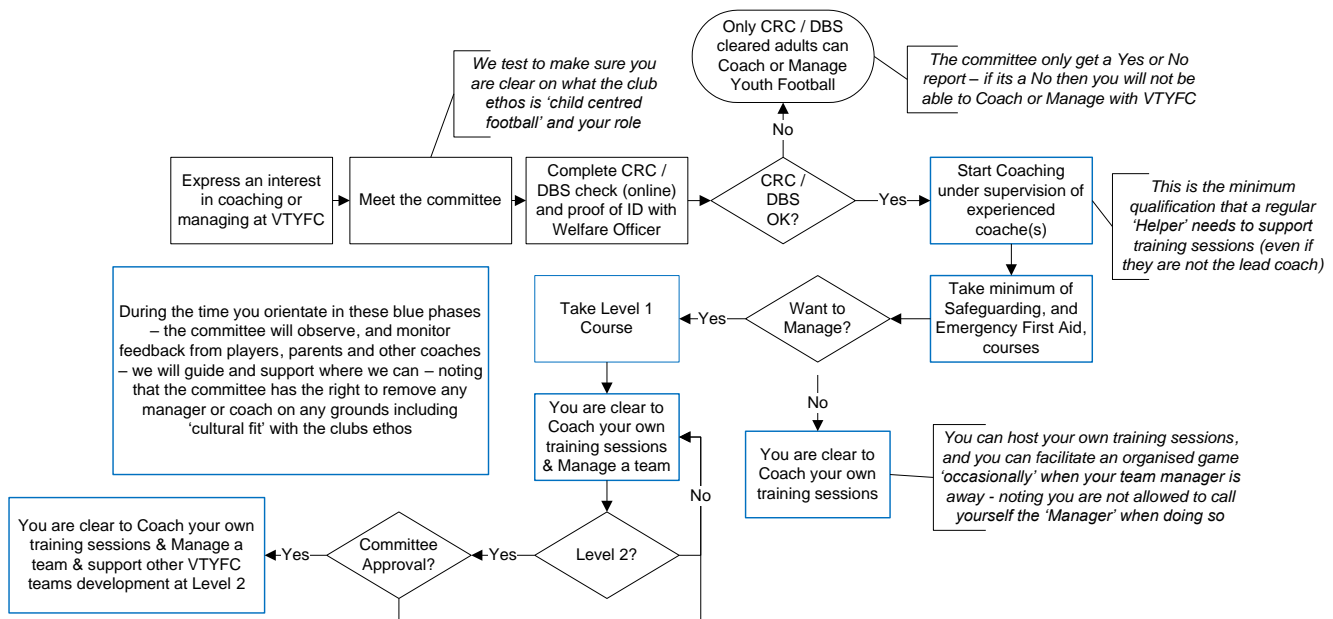 Only CRC / DBS
cleared adults can
Coach or Manage
Youth Football
The committee only get a Yes or No
report – if its a No then you will not be
able to Coach or Manage with VTYFC
We test to make sure you
are clear on what the club
ethos is ‘child centred
football’ and your role
No
Express an interest
in coaching or
managing at VTYFC
Meet the committee
Complete CRC /
DBS check (online)
and proof of ID with
Welfare Officer
CRC /
DBS
OK?
Yes
Start Coaching
under supervision of
experienced
coache(s)
This is the minimum
qualification that a regular
‘Helper’ needs to support
training sessions (even if
they are not the lead coach)
During the time you orientate in these blue phases
– the committee will observe, and monitor
feedback from players, parents and other coaches
– we will guide and support where we can – noting
that the committee has the right to remove any
manager or coach on any grounds including
‘cultural fit’ with the clubs ethos
Take Level 1
Course
Yes
Want to
Manage?
Take minimum of
Safeguarding, and
Emergency First Aid,
courses
No
You are clear to
Coach your own
training sessions
& Manage a team
You are clear to
Coach your own
training sessions
You can host your own training sessions,
and you can facilitate an organised game
‘occasionally’ when your team manager is
away - noting you are not allowed to call
yourself the ‘Manager’ when doing so
No
You are clear to Coach your own
training sessions & Manage a
team & support other VTYFC
teams development at Level 2
Yes
Committee
Approval?
Yes
Level 2?